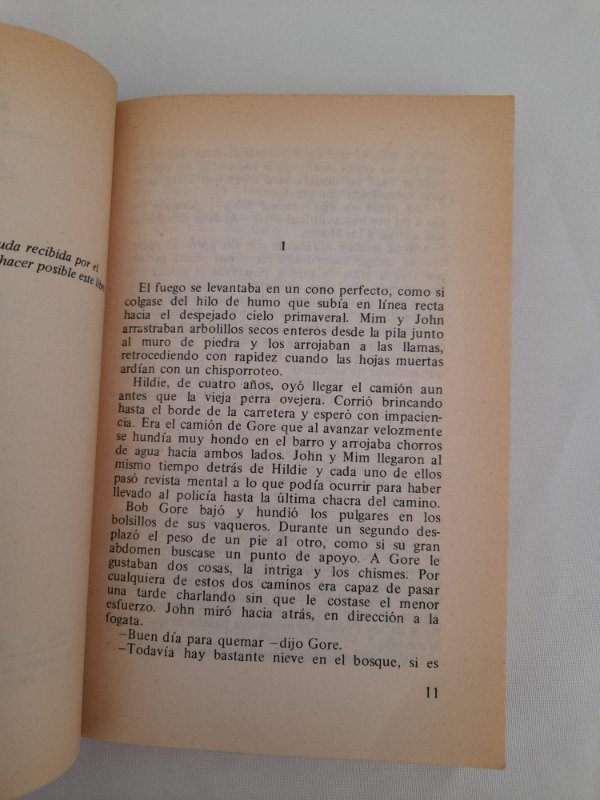 uda recibida por el
hacer posible este libro
1
El fuego se levantaba en un cono perfecto, como si
colgase del hilo de humo que subía en línea recta
hacia el despejado cielo primaveral. Mim y John
arrastraban arbolillos secos enteros desde la pila junto
al muro de piedra y los arrojaban a las llamas,
retrocediendo con rapidez cuando las hojas muertas
ardían con un chisporroteo.
Hildie, de cuatro años, oyó llegar el camión aun
antes que la vieja perra ovejera. Corrió brincando
hasta el borde de la carretera y esperó con impacien-
cia. Era el camión de Gore que al avanzar velozmente
se hundía muy hondo en el barro y arrojaba chorros
de agua hacia ambos lados. John y Mim llegaron al
mismo tiempo detrás de Hildie y cada uno de ellos
pasó revista mental a lo que podía ocurrir para haber
llevado al policía hasta la última chacra del camino.
Bob Gore bajó y hundió los pulgares en los
bolsillos de sus vaqueros. Durante un segundo des-
plazó el peso de un pie al otro, como si su gran
abdomen buscase un punto de apoyo. A Gore le
gustaban dos cosas, la intriga y los chismes. Por
cualquiera de estos dos caminos era capaz de pasar
una tarde charlando sin que le costase el menor
esfuerzo. John miró hacia atrás, en dirección a la
fogata.
—Buen día para quemar —dijo Gore.
—Todavía hay bastante nieve en el bosque, si es
11